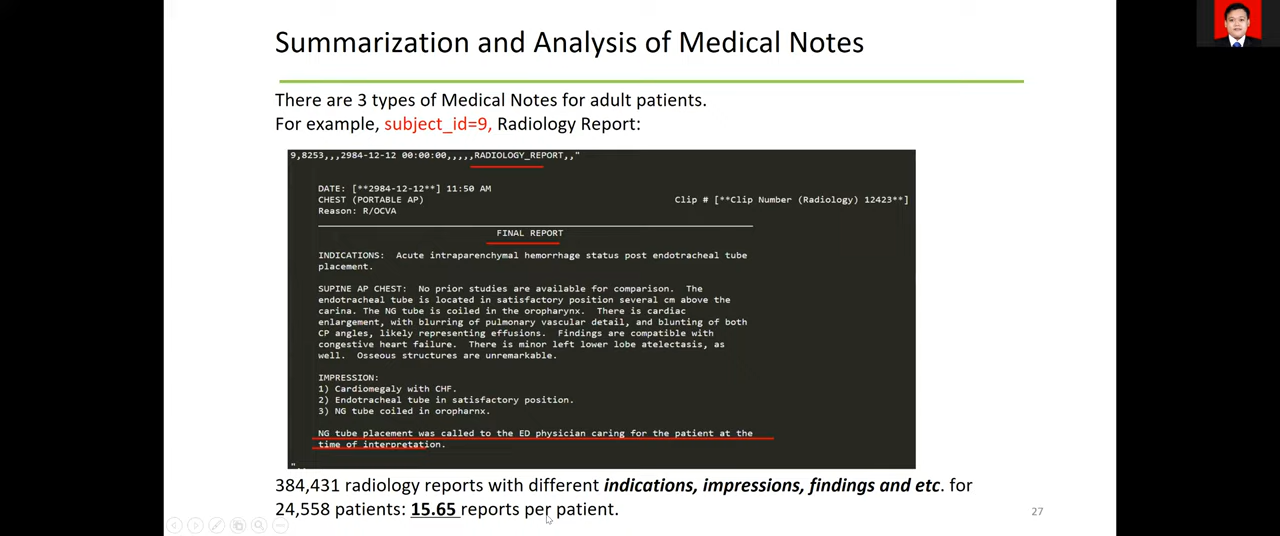 Summarization and Analysis of Medical Notes
There are 3 types of Medical Notes for adult patients.
For example, subject_id=9, Radiology Report:
9,8253,,,2984-12-12 00:00:00,,,,,RADIOLOGY_REPORT,,"
DATE: [**2984-12-12**] 11:50 AM
CHEST (PORTABLE AP) Clip # [**Clip Number (Radiology) 12423**]
Reason: R/OCVA
FINAL REPORT
INDICATIONS: Acute intraparenchymal hemorrhage status post endotracheal tube
placement.
SUPINE AP CHEST: No prior studies are available for comparison. The
endotracheal tube is located in satisfactory position several cm above the
carina. The NG tube is coiled in the oropharynx. There is cardiac
enlargement, with blurring of pulmonary vascular detail, and blunting of both
CP angles, likely representing effusions. Findings are compatible with
congestive heart failure. There is minor left lower lobe atelectasis, as
well. Osseous structures are unremarkable.
IMPRESSION:
1) Cardiomegaly with CHF.
2) Endotracheal tube in satisfactory position.
3) NG tube coiled in oropharnx.
NG tube placement was called to the ED physician caring for the patient at the
time of interpretation.
",,
384,431 radiology reports with different indications, impressions, findings and etc. for
24,558 patients: 15.65 reports per patient.
27